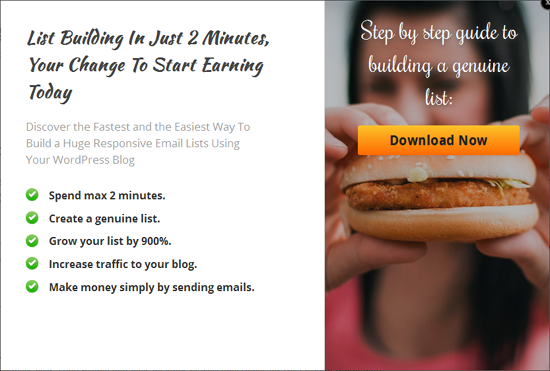 List Building In Just 2 Minutes,
Your Change To Start Earning
Today
Discover the Fastest and the Easiest Way To
Build a Huge Responsive Email Lists Using
Your WordPress Blog
Spend max 2 minutes.
Create a genuine list.
Grow your list by 900%.
Increase traffic to your blog.
Make money simply by sending emails.
Step by step guide to
building a genuine
list:
Download Now